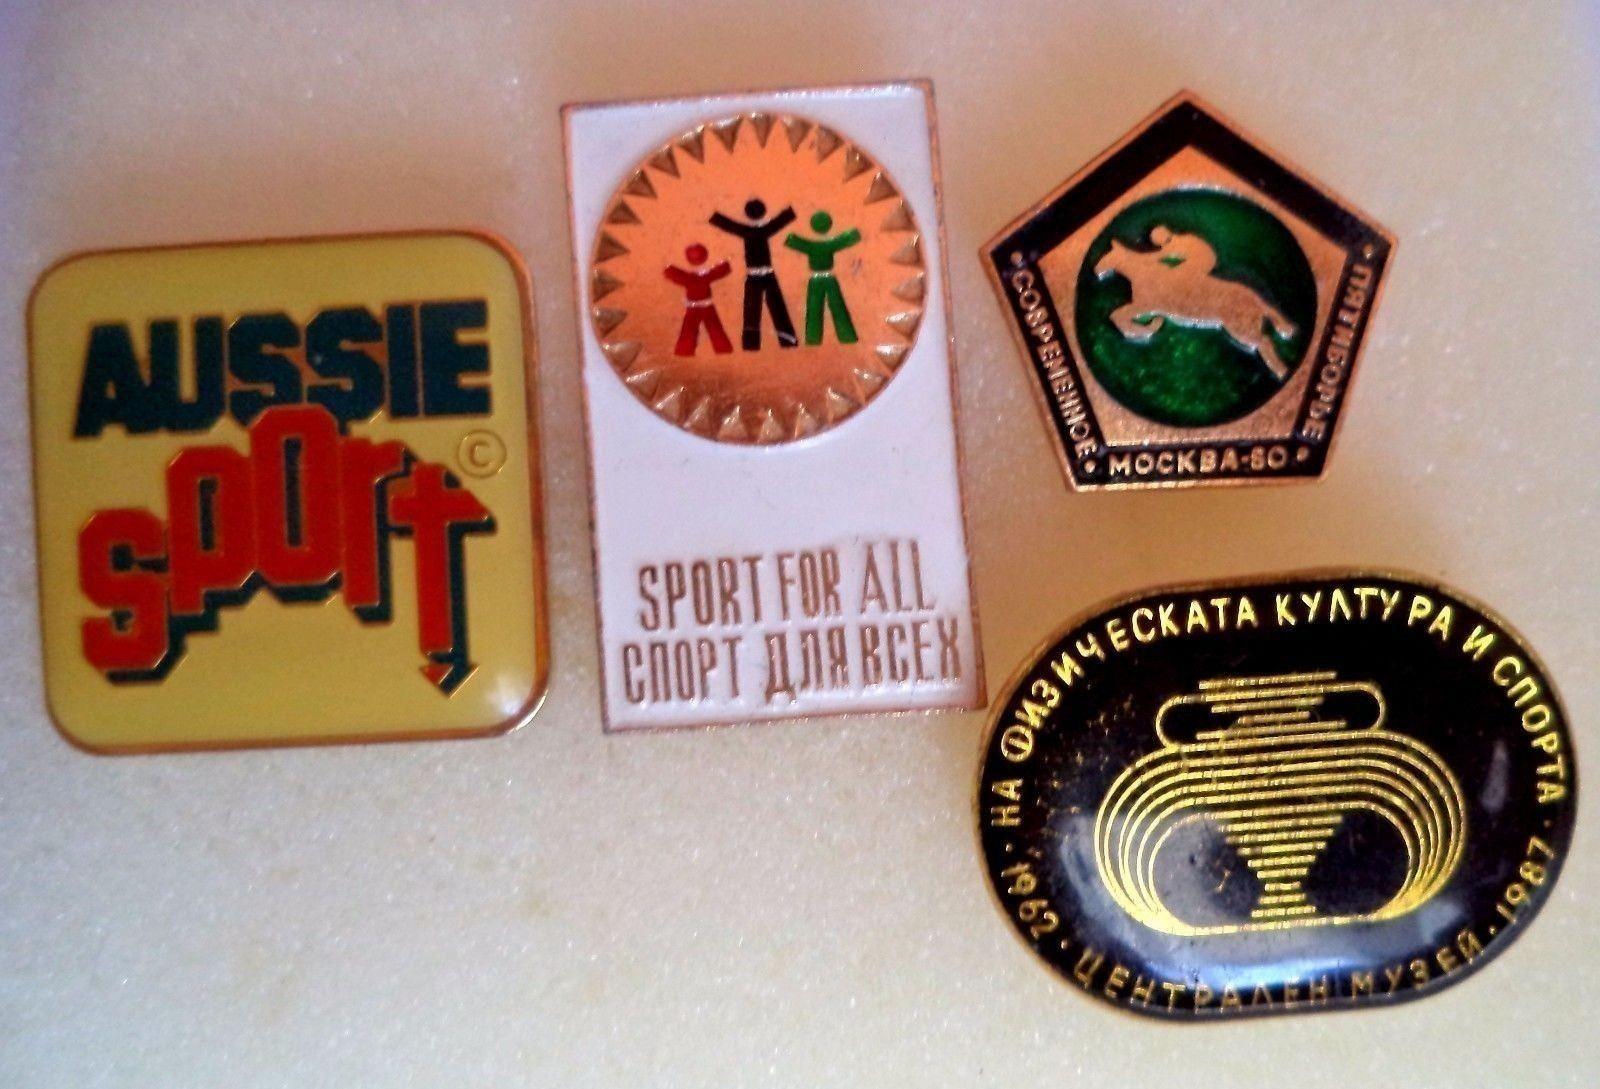 AUSSIE
sport
©
SPORT FOR ALL
СПОРТ ДЛЯ ВСЕХ
• СОВРЕМЕННОЕ •
ПЯТИБОРЬЕ •
МОСКВА-80 •
НА ФИЗИЧЕСКАТА КУЛТУРА И СПОРТА ·
1962 · ЦЕНТРАЛЕН МУЗЕЙ · 1987 ·